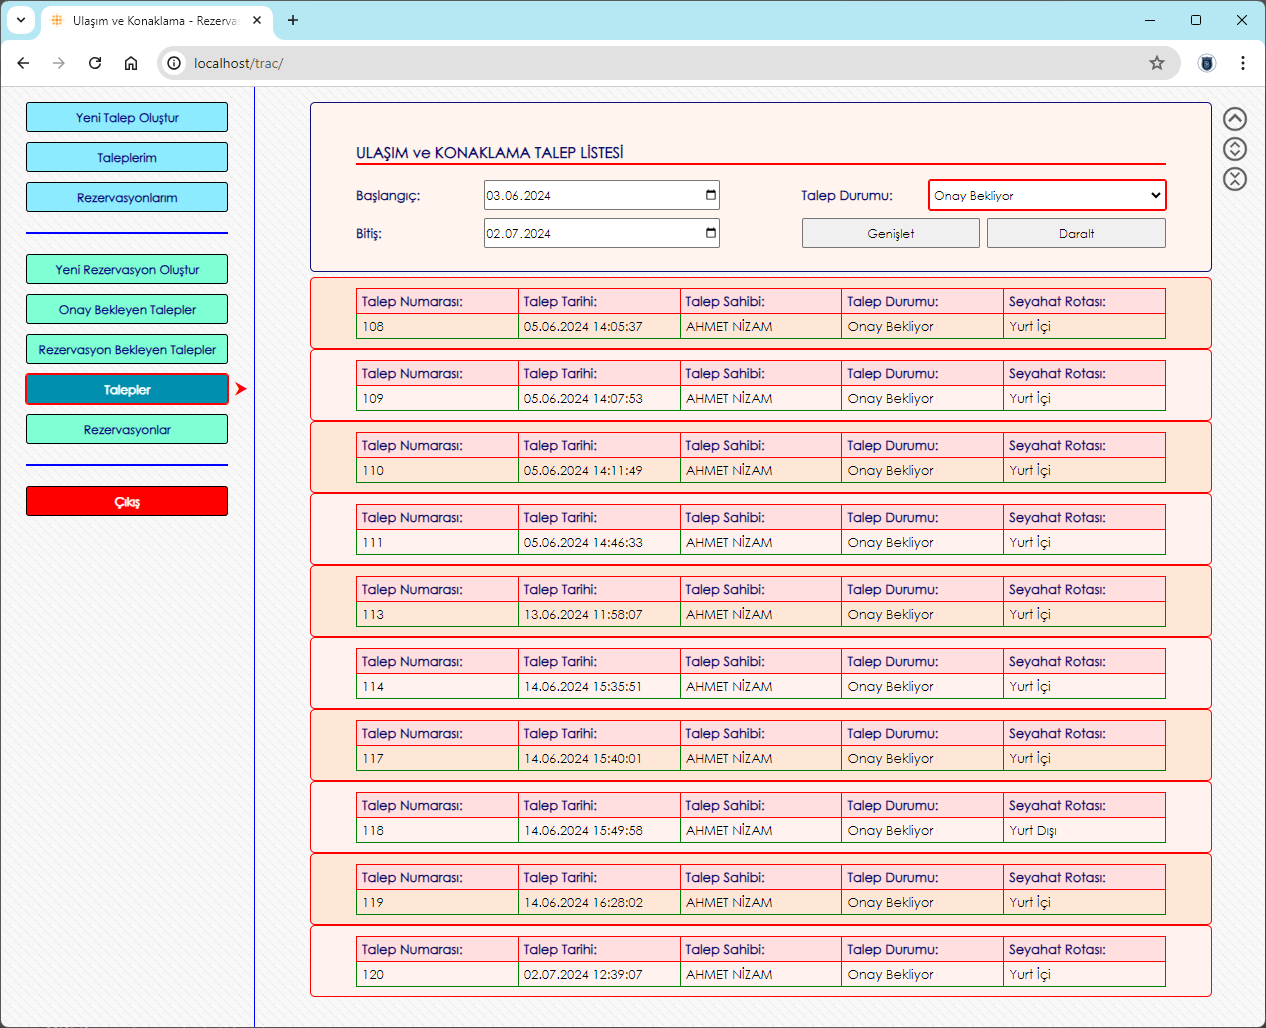 Ulaşım ve Konaklama - Rezerva
localhost/trac/
Yeni Talep Oluştur
Taleplerim
Rezervasyonlarım
Yeni Rezervasyon Oluştur
Onay Bekleyen Talepler
Rezervasyon Bekleyen Talepler
Talepler
Rezervasyonlar
Çıkış
ULAŞIM ve KONAKLAMA TALEP LİSTESİ
Başlangıç: 03.06.2024 Talep Durumu: Onay Bekliyor
Bitiş: 02.07.2024 Genişlet Daralt
Talep Numarası: Talep Tarihi: Talep Sahibi: Talep Durumu: Seyahat Rotası:
108 05.06.2024 14:05:37 AHMET NİZAM Onay Bekliyor Yurt İçi
Talep Numarası: Talep Tarihi: Talep Sahibi: Talep Durumu: Seyahat Rotası:
109 05.06.2024 14:07:53 AHMET NİZAM Onay Bekliyor Yurt İçi
Talep Numarası: Talep Tarihi: Talep Sahibi: Talep Durumu: Seyahat Rotası:
110 05.06.2024 14:11:49 AHMET NİZAM Onay Bekliyor Yurt İçi
Talep Numarası: Talep Tarihi: Talep Sahibi: Talep Durumu: Seyahat Rotası:
111 05.06.2024 14:46:33 AHMET NİZAM Onay Bekliyor Yurt İçi
Talep Numarası: Talep Tarihi: Talep Sahibi: Talep Durumu: Seyahat Rotası:
113 13.06.2024 11:58:07 AHMET NİZAM Onay Bekliyor Yurt İçi
Talep Numarası: Talep Tarihi: Talep Sahibi: Talep Durumu: Seyahat Rotası:
114 14.06.2024 15:35:51 AHMET NİZAM Onay Bekliyor Yurt İçi
Talep Numarası: Talep Tarihi: Talep Sahibi: Talep Durumu: Seyahat Rotası:
117 14.06.2024 15:40:01 AHMET NİZAM Onay Bekliyor Yurt İçi
Talep Numarası: Talep Tarihi: Talep Sahibi: Talep Durumu: Seyahat Rotası:
118 14.06.2024 15:49:58 AHMET NİZAM Onay Bekliyor Yurt Dışı
Talep Numarası: Talep Tarihi: Talep Sahibi: Talep Durumu: Seyahat Rotası:
119 14.06.2024 16:28:02 AHMET NİZAM Onay Bekliyor Yurt İçi
Talep Numarası: Talep Tarihi: Talep Sahibi: Talep Durumu: Seyahat Rotası:
120 02.07.2024 12:39:07 AHMET NİZAM Onay Bekliyor Yurt İçi